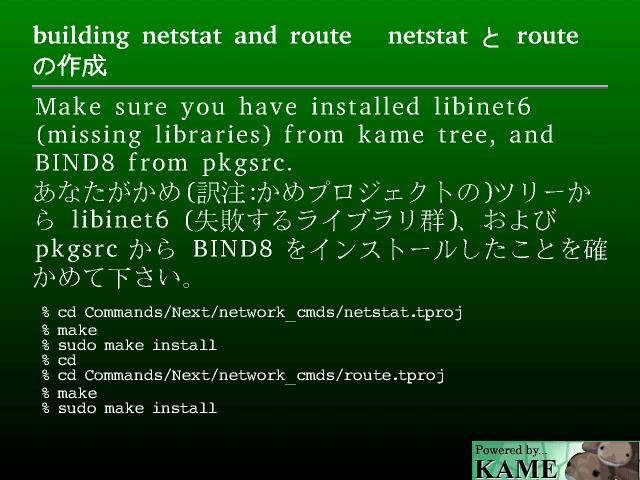 building netstat and route　netstat と route
の作成
Make sure you have installed libinet6
(missing libraries) from kame tree, and
BIND8 from pkgsrc.
あなたがかめ(訳注:かめプロジェクトの)ツリーか
ら libinet6 (失敗するライブラリ群)、および
pkgsrc から BIND8 をインストールしたことを確
かめて下さい。
% cd Commands/Next/network_cmds/netstat.tproj
% make
% sudo make install
% cd
% cd Commands/Next/network_cmds/route.tproj
% make
% sudo make install
Powered by...
KAME